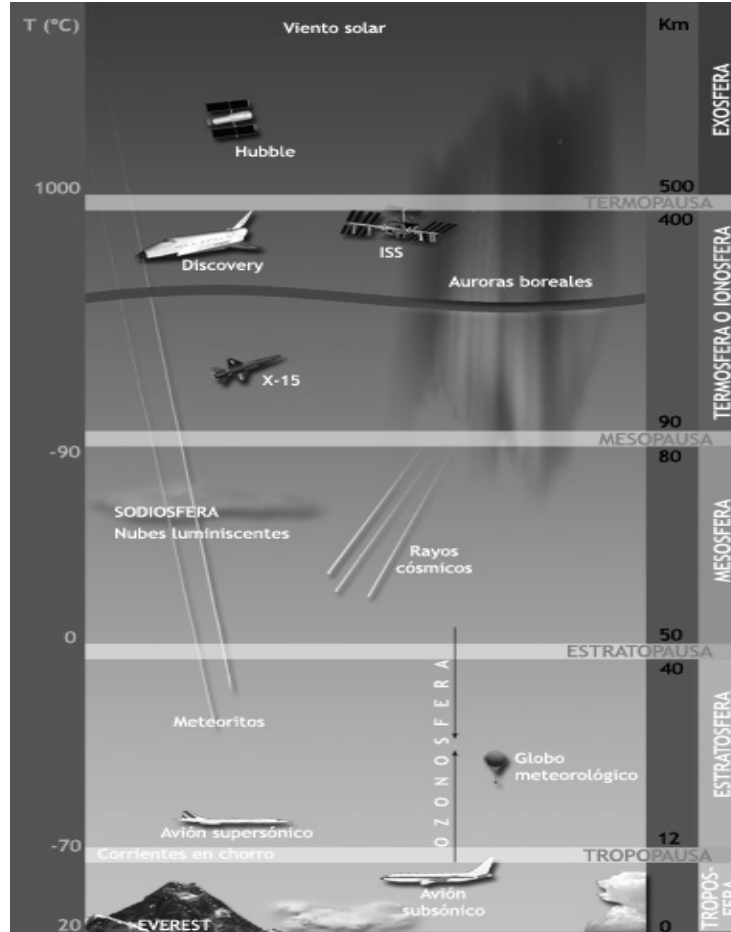 T (°C)
Viento solar
Km
EXOSFERA
Hubble
1000
500
TERMOPAUSA
400
Discovery
ISS
Auroras boreales
TERMOSFERA O IONOSFERA
X-15
90
MESOPAUSA
-90
80
SODIOSFERA
Nubes luminiscentes
Rayos
cósmicos
MESOSFERA
0
50
ESTRATOPAUSA
40
OZONOSFERA
Meteoritos
Globo
meteorológico
ESTRATOSFERA
Avión supersónico
-70
12
Corrientes en chorro
TROPOPAUSA
Avión
subsónico
TROPOS-
FERA
20
EVEREST
0